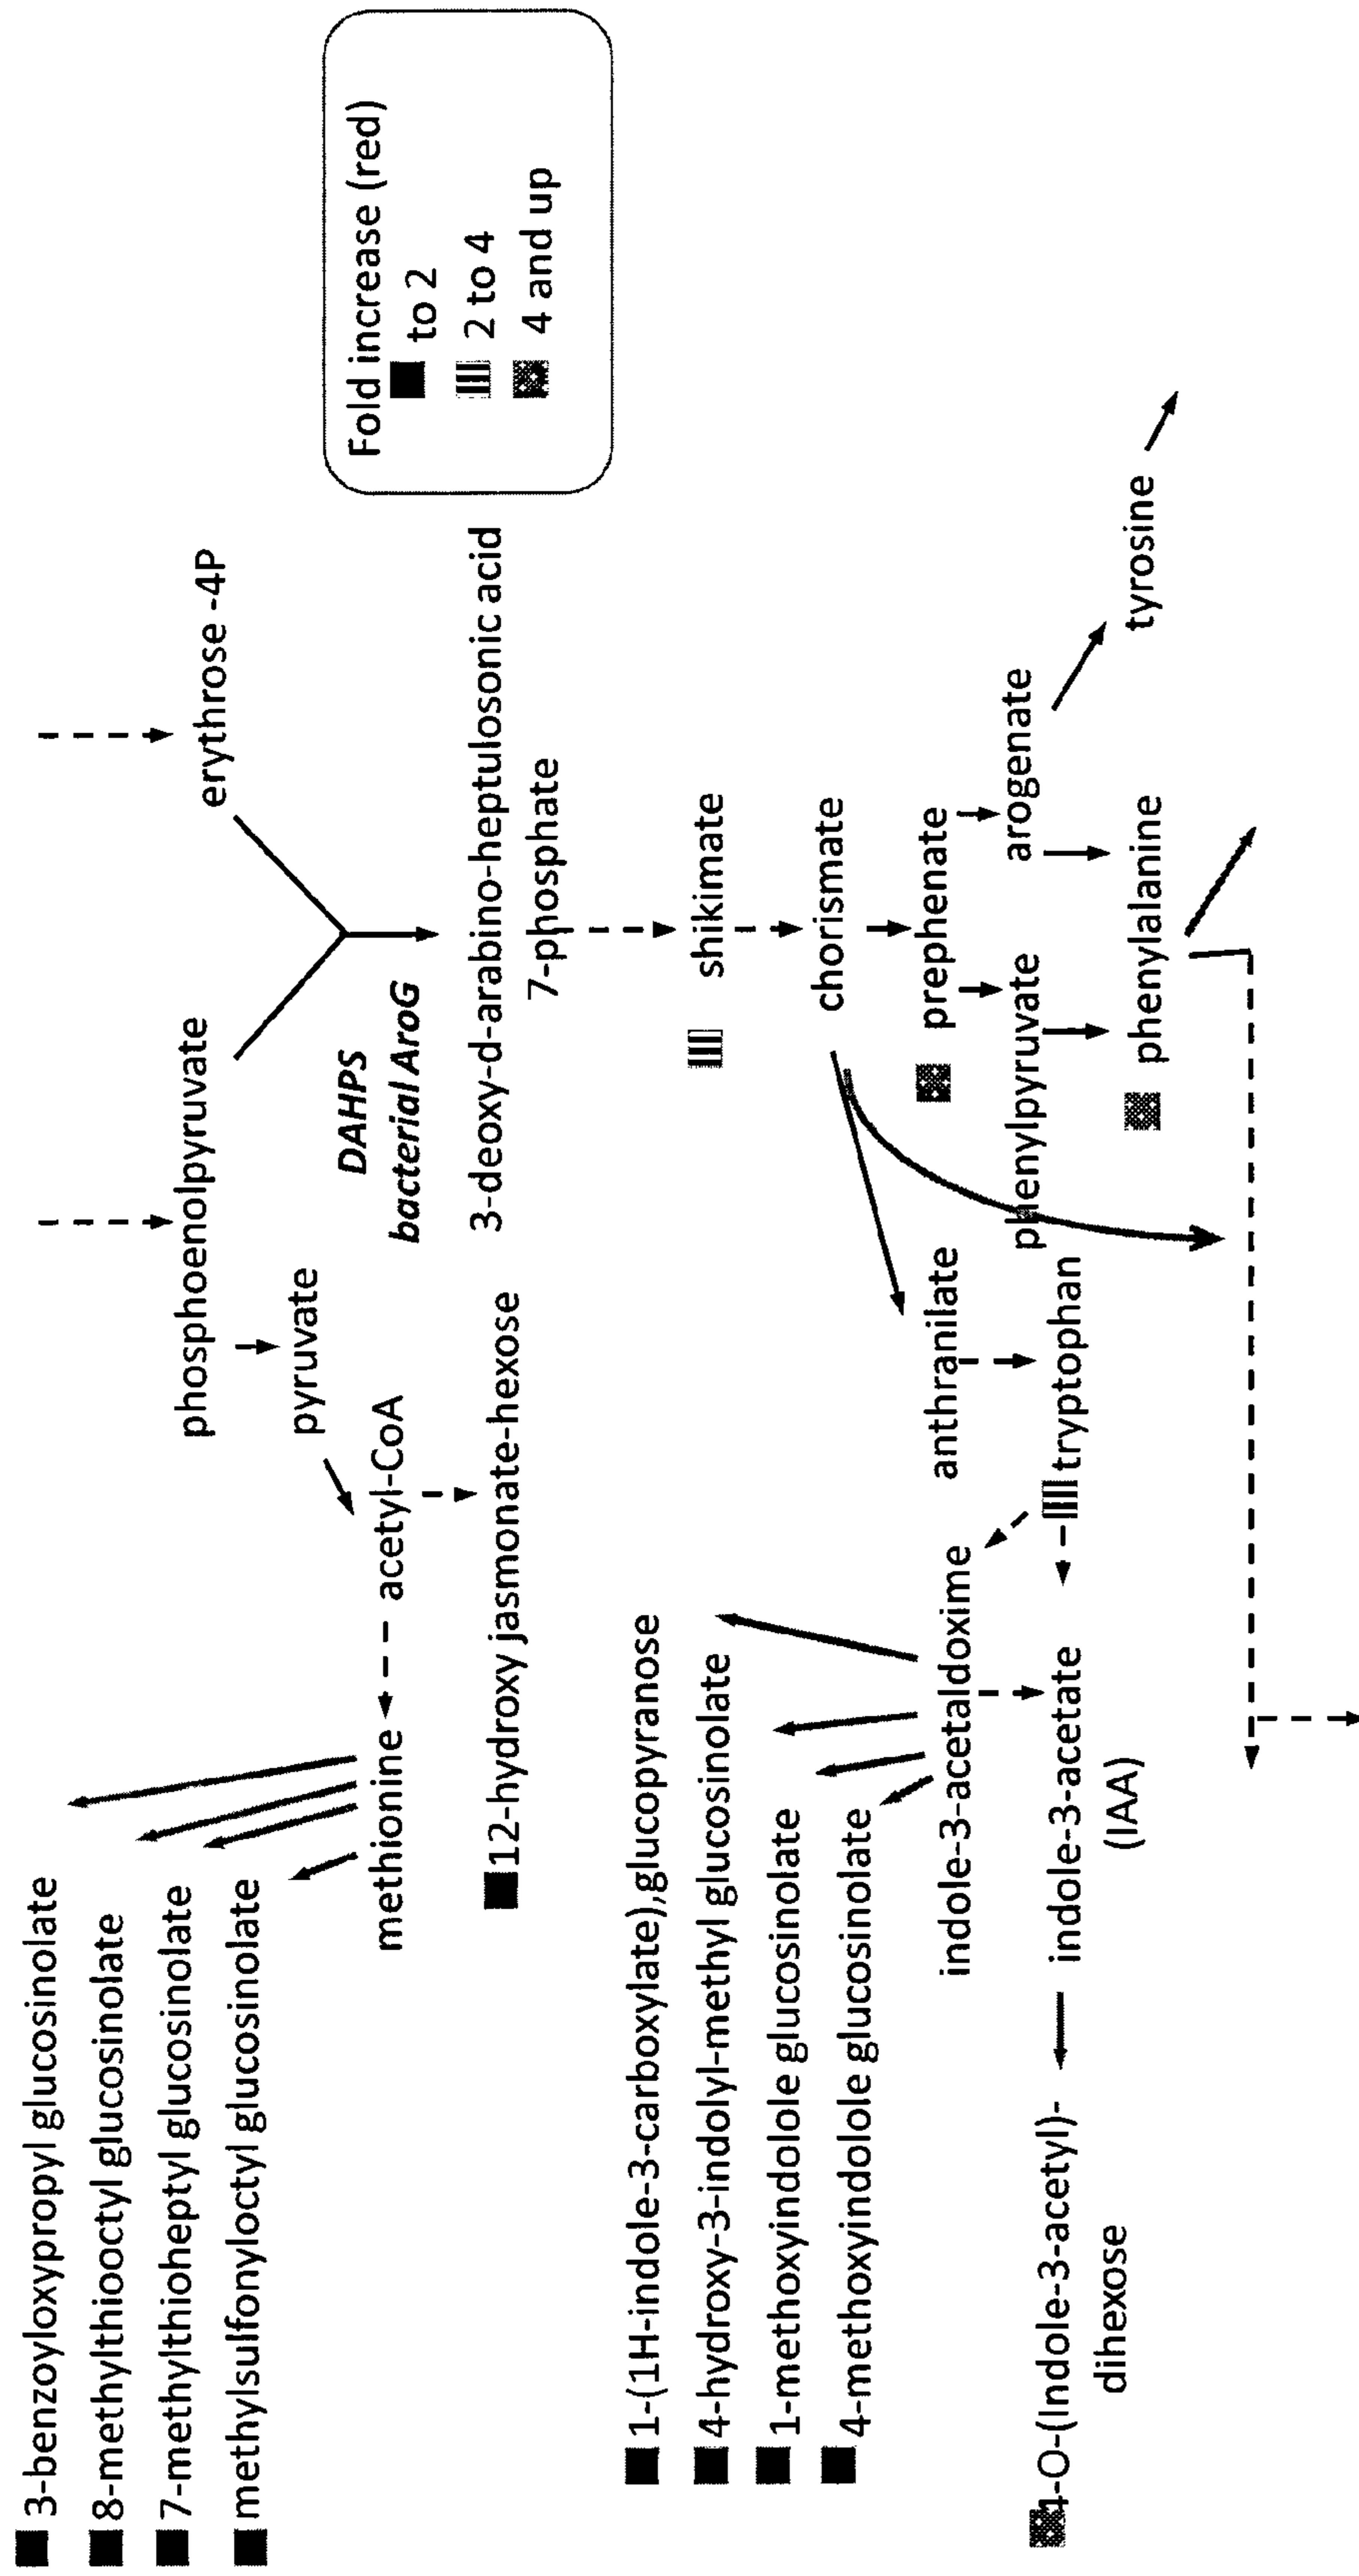 3-benzoyloxypropyl glucosinolate
8-methylthiooctyl glucosinolate
7-methylthioheptyl glucosinolate
methylsulfonyloctyl glucosinolate
phosphoenolpyruvate
erythrose -4P
pyruvate
DAHPS
bacterial AroG
methionine
acetyl-CoA
12-hydroxy jasmonate-hexose
3-deoxy-d-arabino-heptulosonic acid
7-phosphate
Fold increase (red)
to 2
2 to 4
4 and up
1-(1H-indole-3-carboxylate),glucopyranose
4-hydroxy-3-indolyl-methyl glucosinolate
1-methoxyindolole glucosinolate
4-methoxyindolole glucosinolate
shikimate
chorismate
indole-3-acetaldoxime
anthranilate
prephenate
phenylpyruvate
arogenate
1-O-(Indole-3-acetyl)-
dihexose
indole-3-acetate
(IAA)
tryptophan
phenylalanine
tyrosine